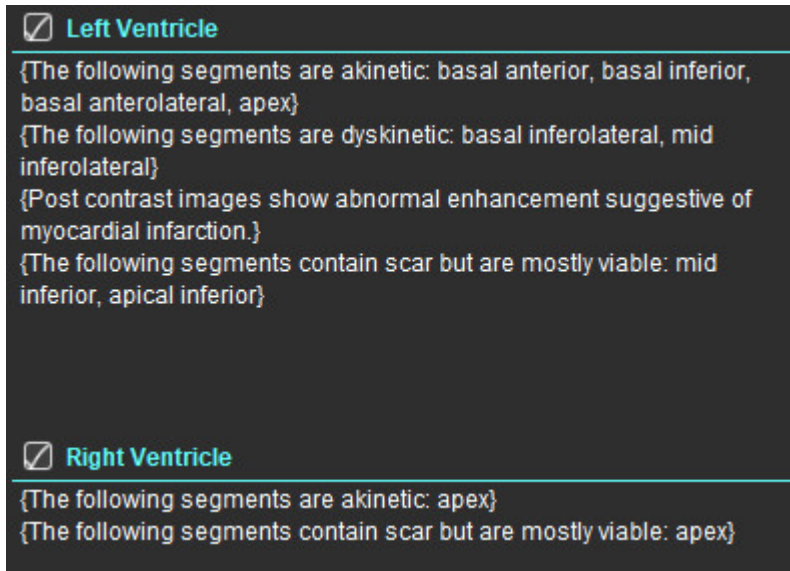 Left Ventricle
{The following segments are akinetic: basal anterior, basal inferior,
basal anterolateral, apex}
{The following segments are dyskinetic: basal inferolateral, mid
inferolateral}
{Post contrast images show abnormal enhancement suggestive of
myocardial infarction.}
{The following segments contain scar but are mostly viable: mid
inferior, apical inferior}
Right Ventricle
{The following segments are akinetic: apex}
{The following segments contain scar but are mostly viable: apex}